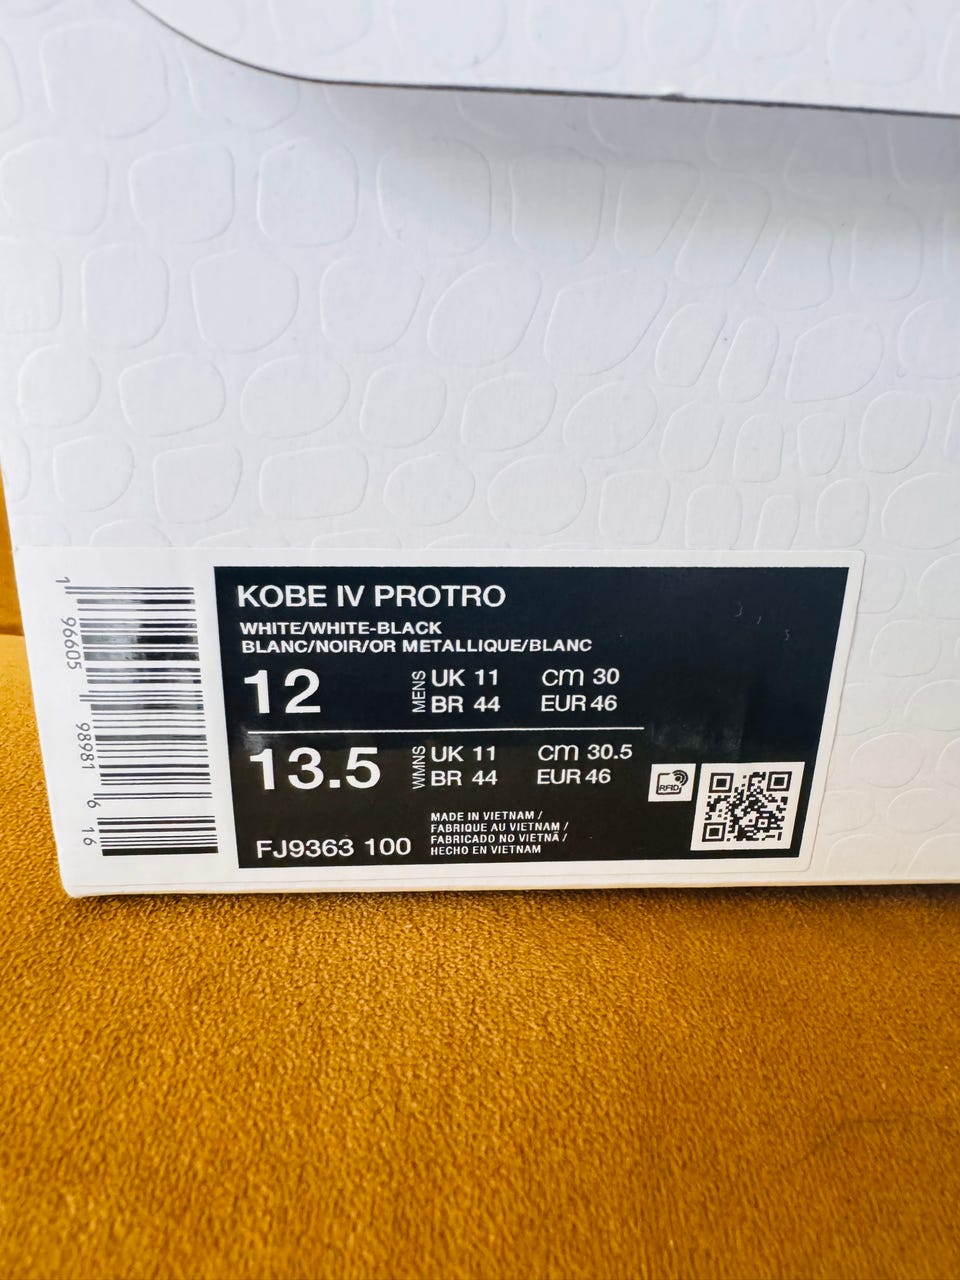 KOBE IV PROTRO
WHITE/WHITE-BLACK
BLANC/NOIR/OR METALLIQUE/BLANC
12
MENS
UK 11 cm 30
BR 44 EUR 46
13.5
WMNS
UK 11 cm 30.5
BR 44 EUR 46
RFID
FJ9363 100
MADE IN VIETNAM /
FABRIQUE AU VIETNAM /
FABRICADO NO VIETNÃ /
HECHO EN VIETNAM
1 96605 98981 6 16